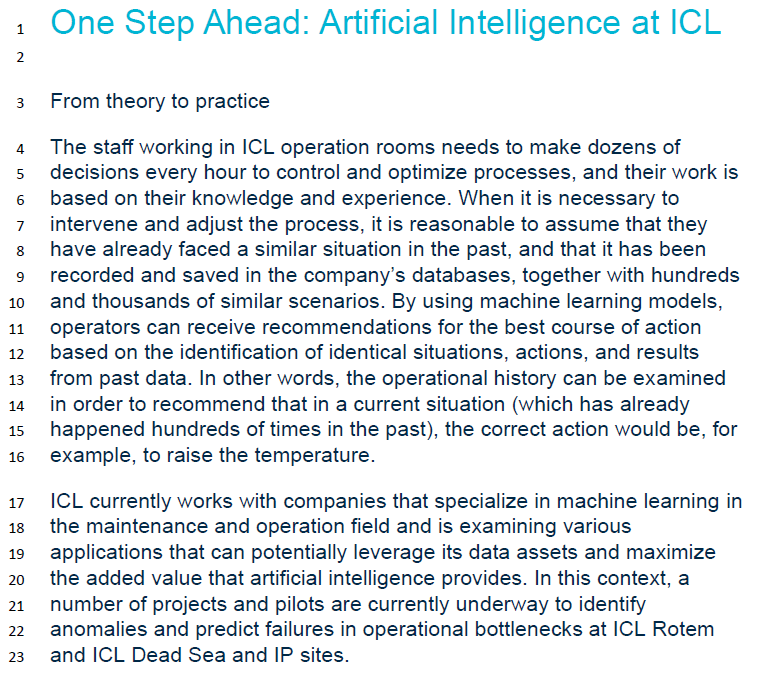 1 One Step Ahead: Artificial Intelligence at ICL
2
3 From theory to practice
4 The staff working in ICL operation rooms needs to make dozens of
5 decisions every hour to control and optimize processes, and their work is
6 based on their knowledge and experience. When it is necessary to
7 intervene and adjust the process, it is reasonable to assume that they
8 have already faced a similar situation in the past, and that it has been
9 recorded and saved in the company's databases, together with hundreds
10 and thousands of similar scenarios. By using machine learning models,
11 operators can receive recommendations for the best course of action
12 based on the identification of identical situations, actions, and results
13 from past data. In other words, the operational history can be examined
14 in order to recommend that in a current situation (which has already
15 happened hundreds of times in the past), the correct action would be, for
16 example, to raise the temperature.
17 ICL currently works with companies that specialize in machine learning in
18 the maintenance and operation field and is examining various
19 applications that can potentially leverage its data assets and maximize
20 the added value that artificial intelligence provides. In this context, a
21 number of projects and pilots are currently underway to identify
22 anomalies and predict failures in operational bottlenecks at ICL Rotem
23 and ICL Dead Sea and IP sites.